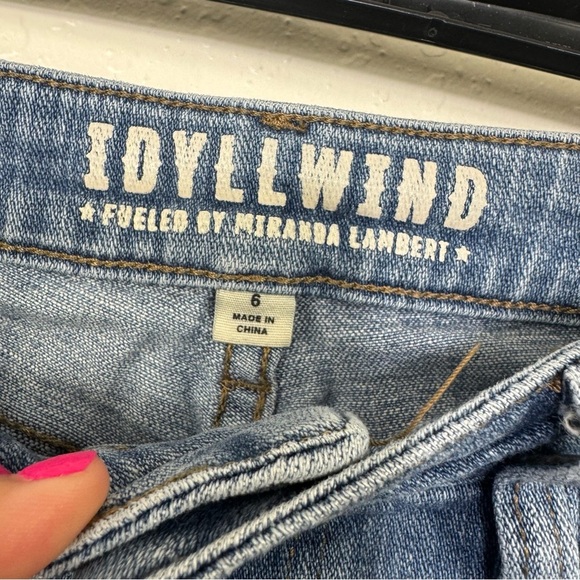 IDYLLWIND
★ FUELED BY MIRANDA LAMBERT ★
6
MADE IN
CHINA